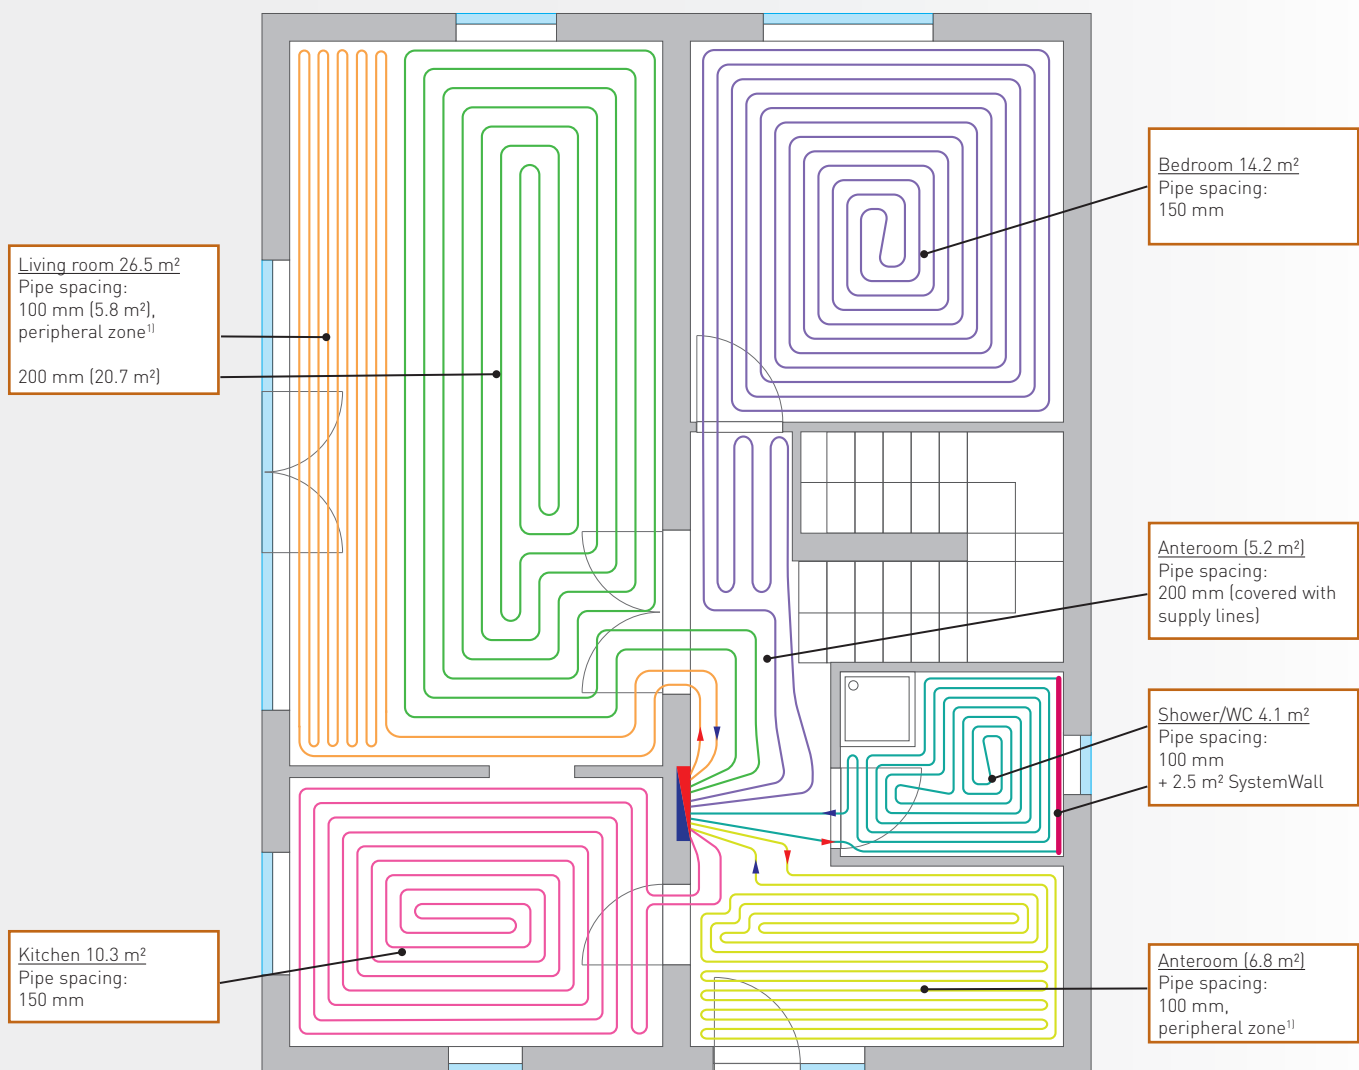 Living room 26.5 m²
Pipe spacing:
100 mm (5.8 m²),
peripheral zone¹⁾
200 mm (20.7 m²)
Kitchen 10.3 m²
Pipe spacing:
150 mm
Bedroom 14.2 m²
Pipe spacing:
150 mm
Anteroom (5.2 m²)
Pipe spacing:
200 mm (covered with
supply lines)
Shower/WC 4.1 m²
Pipe spacing:
100 mm
+ 2.5 m² SystemWall
Anteroom (6.8 m²)
Pipe spacing:
100 mm,
peripheral zone¹⁾